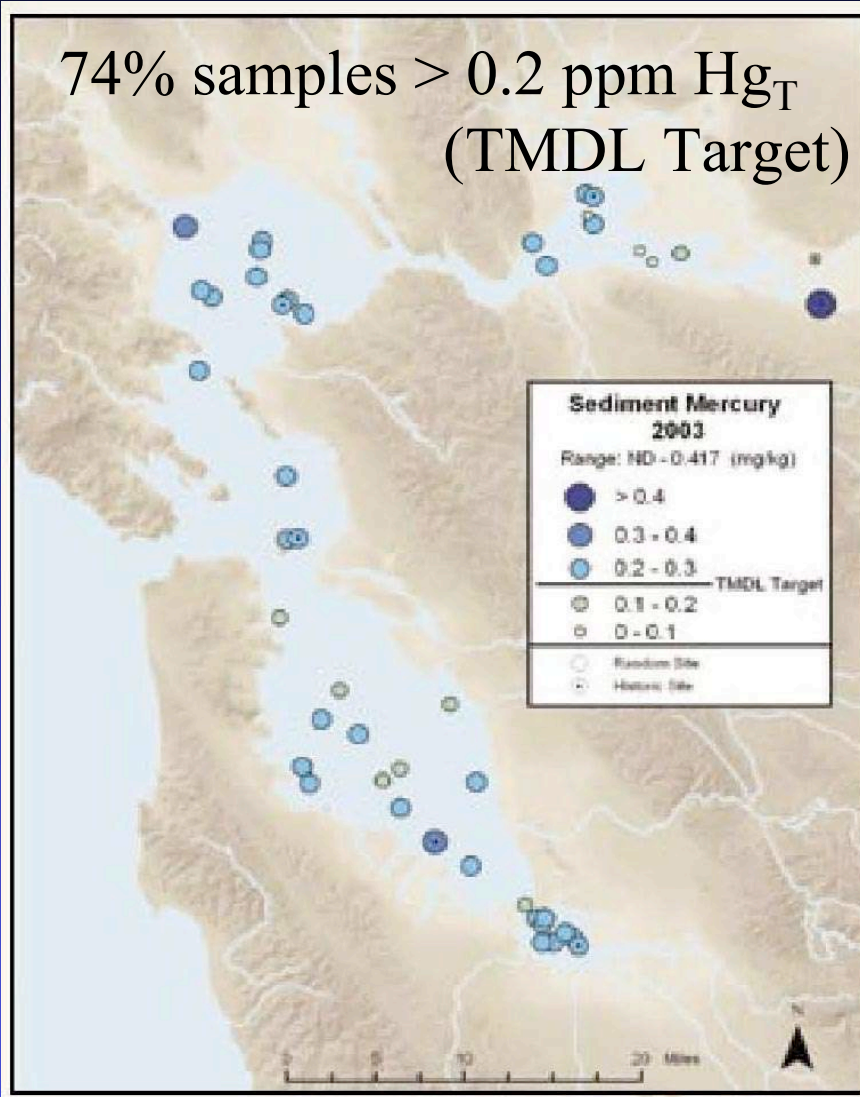 74% samples > 0.2 ppm HgT
(TMDL Target)
Sediment Mercury
2003
Range: ND - 0.417 (mg/kg)
> 0.4
0.3 - 0.4
0.2 - 0.3
TMDL Target
0.1 - 0.2
0 - 0.1
Random Site
Historic Site
N
0 5 10 20 Miles